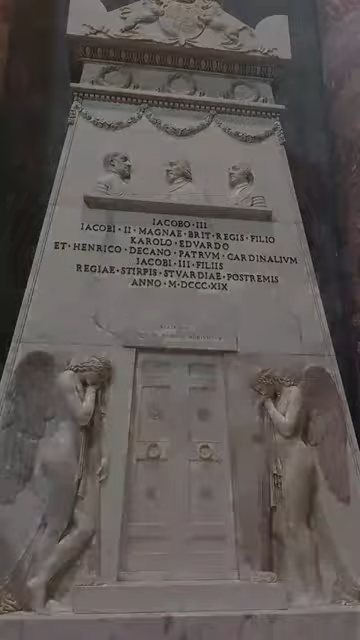 IACOBO·III
IACOBI·II·MAGNAE·BRIT·REGIS·FILIO
KAROLO·EDVARDO
ET·HENRICO·DECANO·PATRVM·CARDINALIVM
IACOBI·III·FILIIS
REGIAE·STIRPIS·STVARDIAE·POSTREMIS
ANNO·M·DCCC·XIX